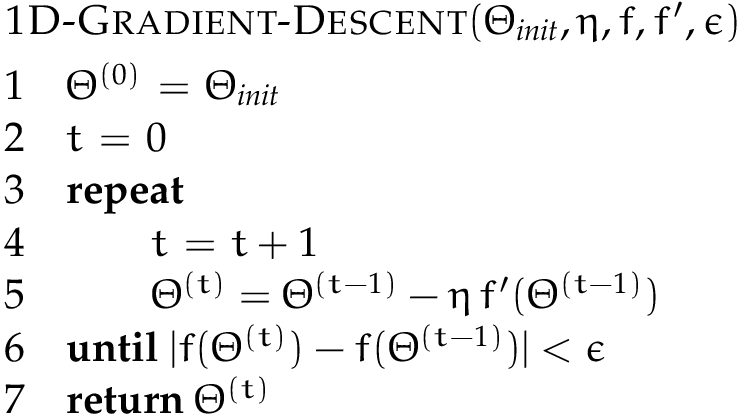 1D-GRADIENT-DESCENT(Θ_init, η, f, f′, ϵ)
1 Θ^(0) = Θ_init
2 t = 0
3 repeat
4 t = t + 1
5 Θ^(t) = Θ^(t−1) − η f′(Θ^(t−1))
6 until |f(Θ^(t)) − f(Θ^(t−1))| < ϵ
7 return Θ^(t)